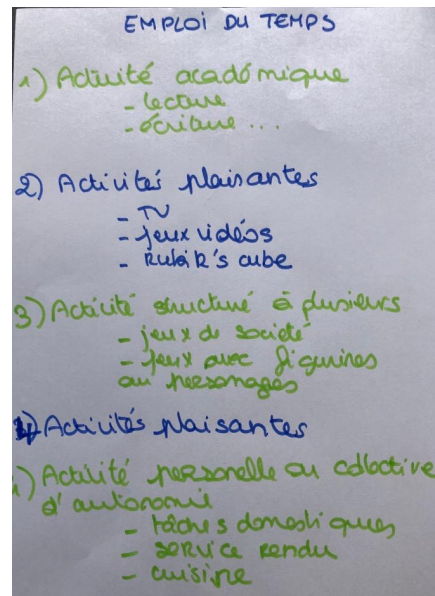 EMPLOI DU TEMPS
1) Activité académique
- lecture
- écriture ...
2) Activités plaisantes
- TV
- jeux vidéos
- Rubik's cube
3) Activité structuré à plusieurs
- jeux de société
- jeux avec figurines
ou personages
4) Activités plaisantes
) Activité personelle ou collective
d'autonomie
- tâches domestiques
- service rendu
- cuisine